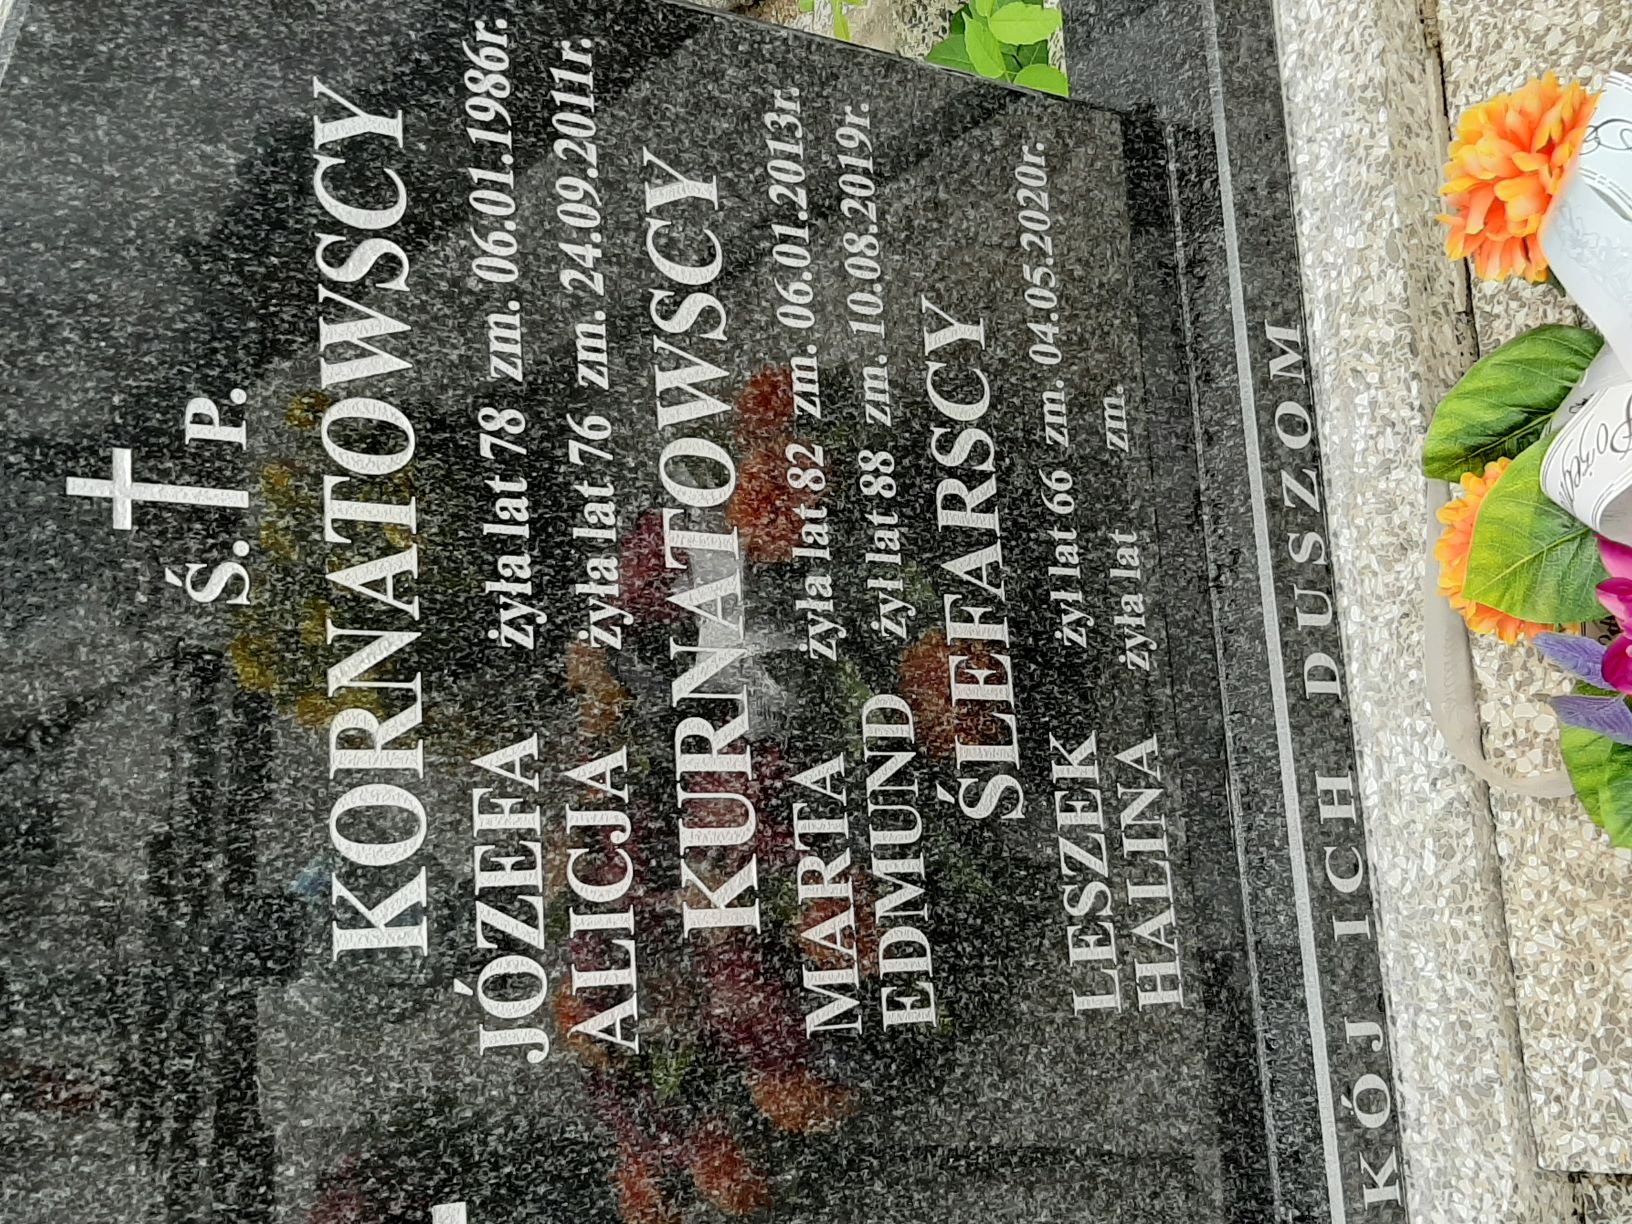 Ś. P.
KORNATOWSCY
JÓZEFA żyła lat 78 zm. 06.01.1986r.
ALICJA żyła lat 76 zm. 24.09.2011r.
KURNATOWSCY
MARTA żyła lat 82 zm. 06.01.2013r.
EDMUND żył lat 88 zm. 10.08.2019r.
ŚLEFARSCY
LESZEK żył lat 66 zm. 04.05.2020r.
HALINA żyła lat zm.
KÓJ ICH DUSZOM